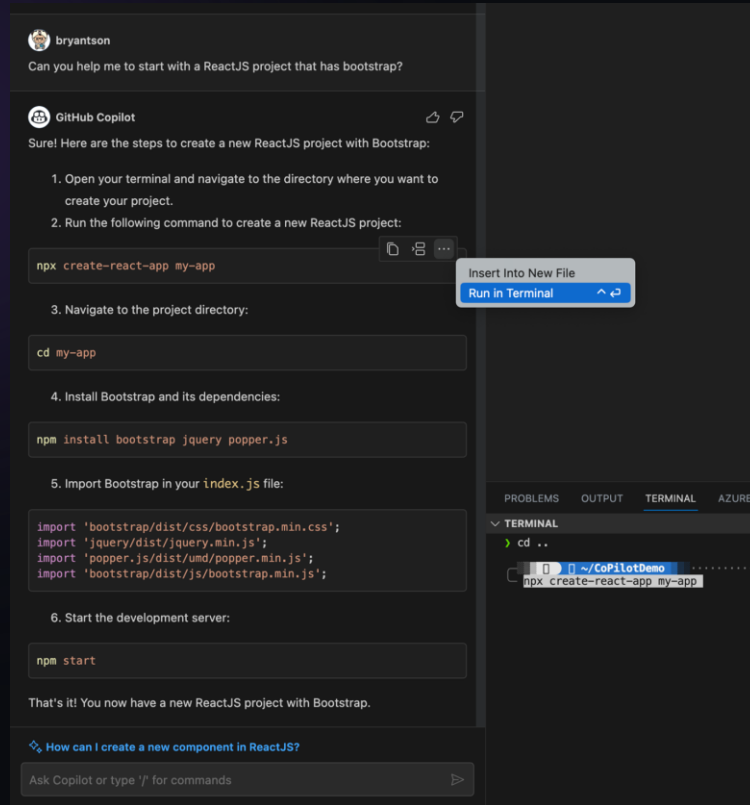 bryantson
Can you help me to start with a ReactJS project that has bootstrap?
GitHub Copilot
Sure! Here are the steps to create a new ReactJS project with Bootstrap:
1. Open your terminal and navigate to the directory where you want to
create your project.
2. Run the following command to create a new ReactJS project:
npx create-react-app my-app
Insert Into New File
Run in Terminal ^⏎
3. Navigate to the project directory:
cd my-app
4. Install Bootstrap and its dependencies:
npm install bootstrap jquery popper.js
5. Import Bootstrap in your index.js file:
import 'bootstrap/dist/css/bootstrap.min.css';
import 'jquery/dist/jquery.min.js';
import 'popper.js/dist/umd/popper.min.js';
import 'bootstrap/dist/js/bootstrap.min.js';
6. Start the development server:
npm start
That's it! You now have a new ReactJS project with Bootstrap.
How can I create a new component in ReactJS?
Ask Copilot or type '/' for commands
PROBLEMS OUTPUT TERMINAL AZURE
TERMINAL
❯ cd ..
~/CoPilotDemo
npx create-react-app my-app